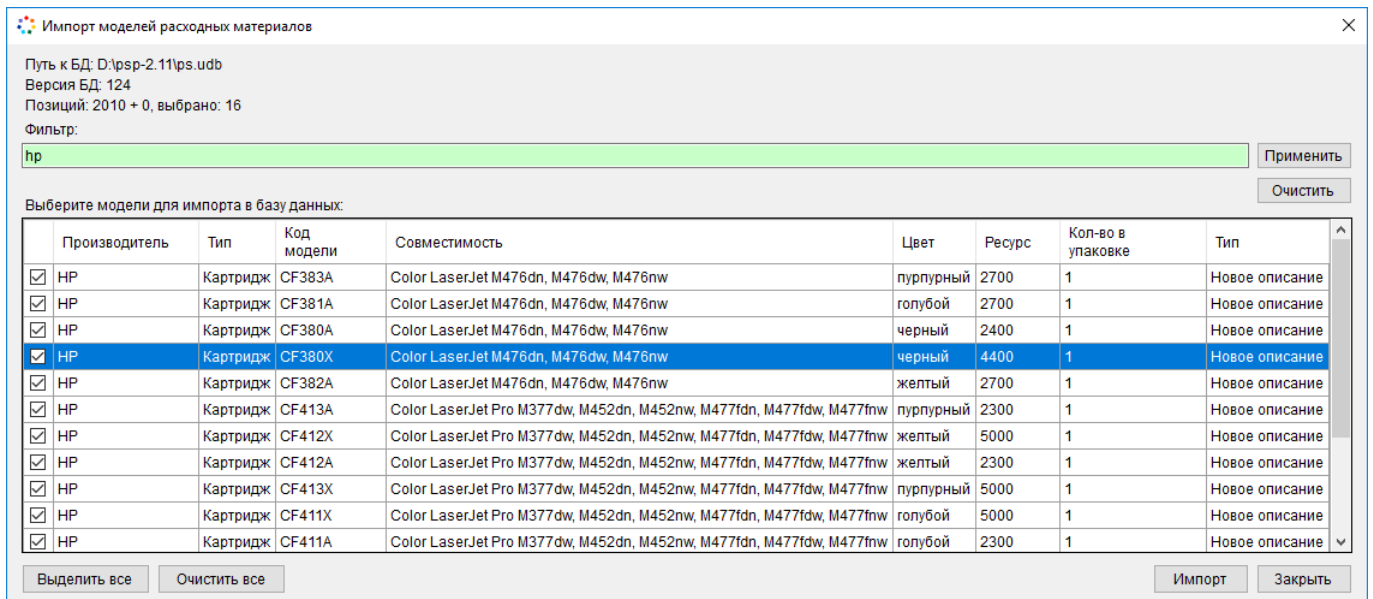 Импорт моделей расходных материалов
Путь к БД: D:\psp-2.11\ps.udb
Версия БД: 124
Позиций: 2010 + 0, выбрано: 16
Фильтр:
hp Применить
Очистить
Выберите модели для импорта в базу данных:
Производитель Тип Код модели Совместимость Цвет Ресурс Кол-во в упаковке Тип
HP Картридж CF383A Color LaserJet M476dn, M476dw, M476nw пурпурный 2700 1 Новое описание
HP Картридж CF381A Color LaserJet M476dn, M476dw, M476nw голубой 2700 1 Новое описание
HP Картридж CF380A Color LaserJet M476dn, M476dw, M476nw черный 2400 1 Новое описание
HP Картридж CF380X Color LaserJet M476dn, M476dw, M476nw черный 4400 1 Новое описание
HP Картридж CF382A Color LaserJet M476dn, M476dw, M476nw желтый 2700 1 Новое описание
HP Картридж CF413A Color LaserJet Pro M377dw, M452dn, M452nw, M477fdn, M477fdw, M477fnw пурпурный 2300 1 Новое описание
HP Картридж CF412X Color LaserJet Pro M377dw, M452dn, M452nw, M477fdn, M477fdw, M477fnw желтый 5000 1 Новое описание
HP Картридж CF412A Color LaserJet Pro M377dw, M452dn, M452nw, M477fdn, M477fdw, M477fnw желтый 2300 1 Новое описание
HP Картридж CF413X Color LaserJet Pro M377dw, M452dn, M452nw, M477fdn, M477fdw, M477fnw пурпурный 5000 1 Новое описание
HP Картридж CF411X Color LaserJet Pro M377dw, M452dn, M452nw, M477fdn, M477fdw, M477fnw голубой 5000 1 Новое описание
HP Картридж CF411A Color LaserJet Pro M377dw, M452dn, M452nw, M477fdn, M477fdw, M477fnw голубой 2300 1 Новое описание
Выделить все Очистить все Импорт Закрыть